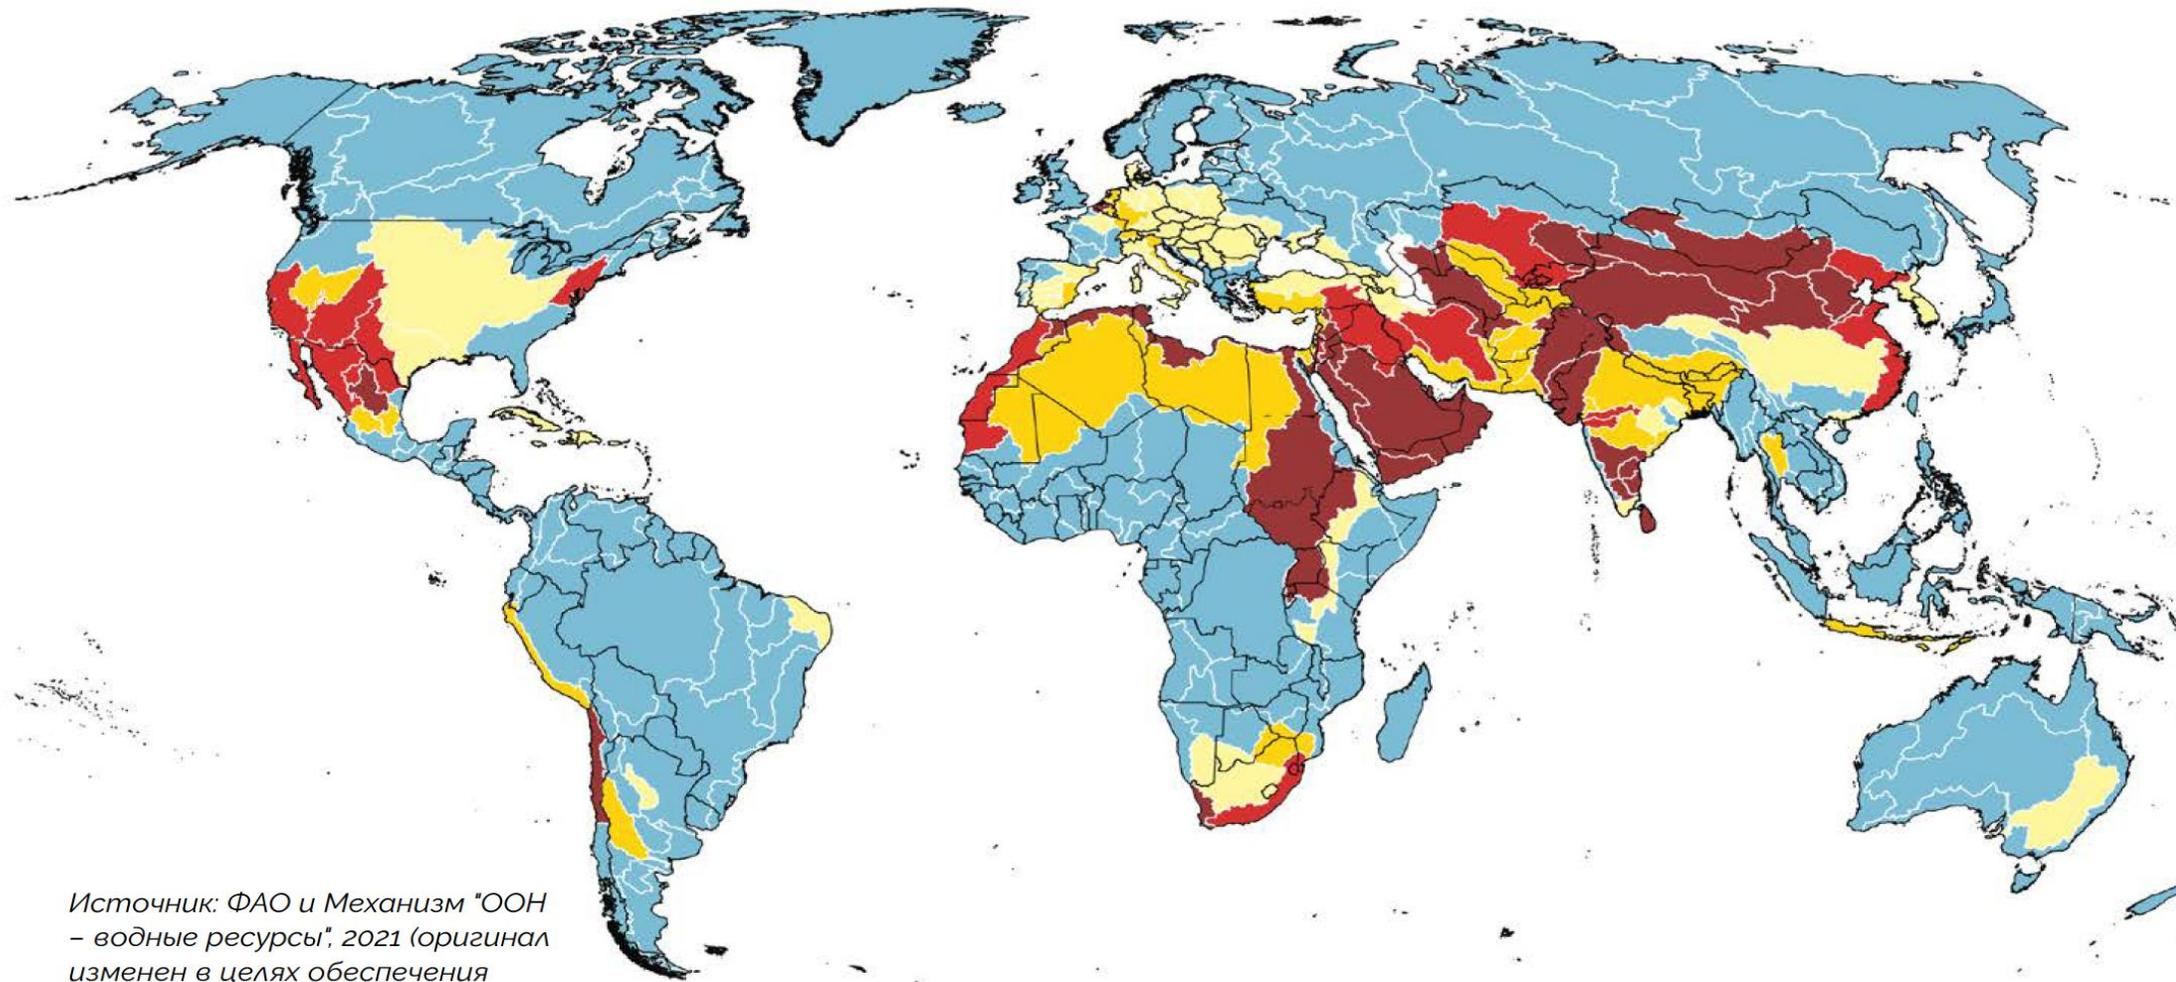 Источник: ФАО и Механизм "ООН
– водные ресурсы", 2021 (оригинал
изменен в целях обеспечения